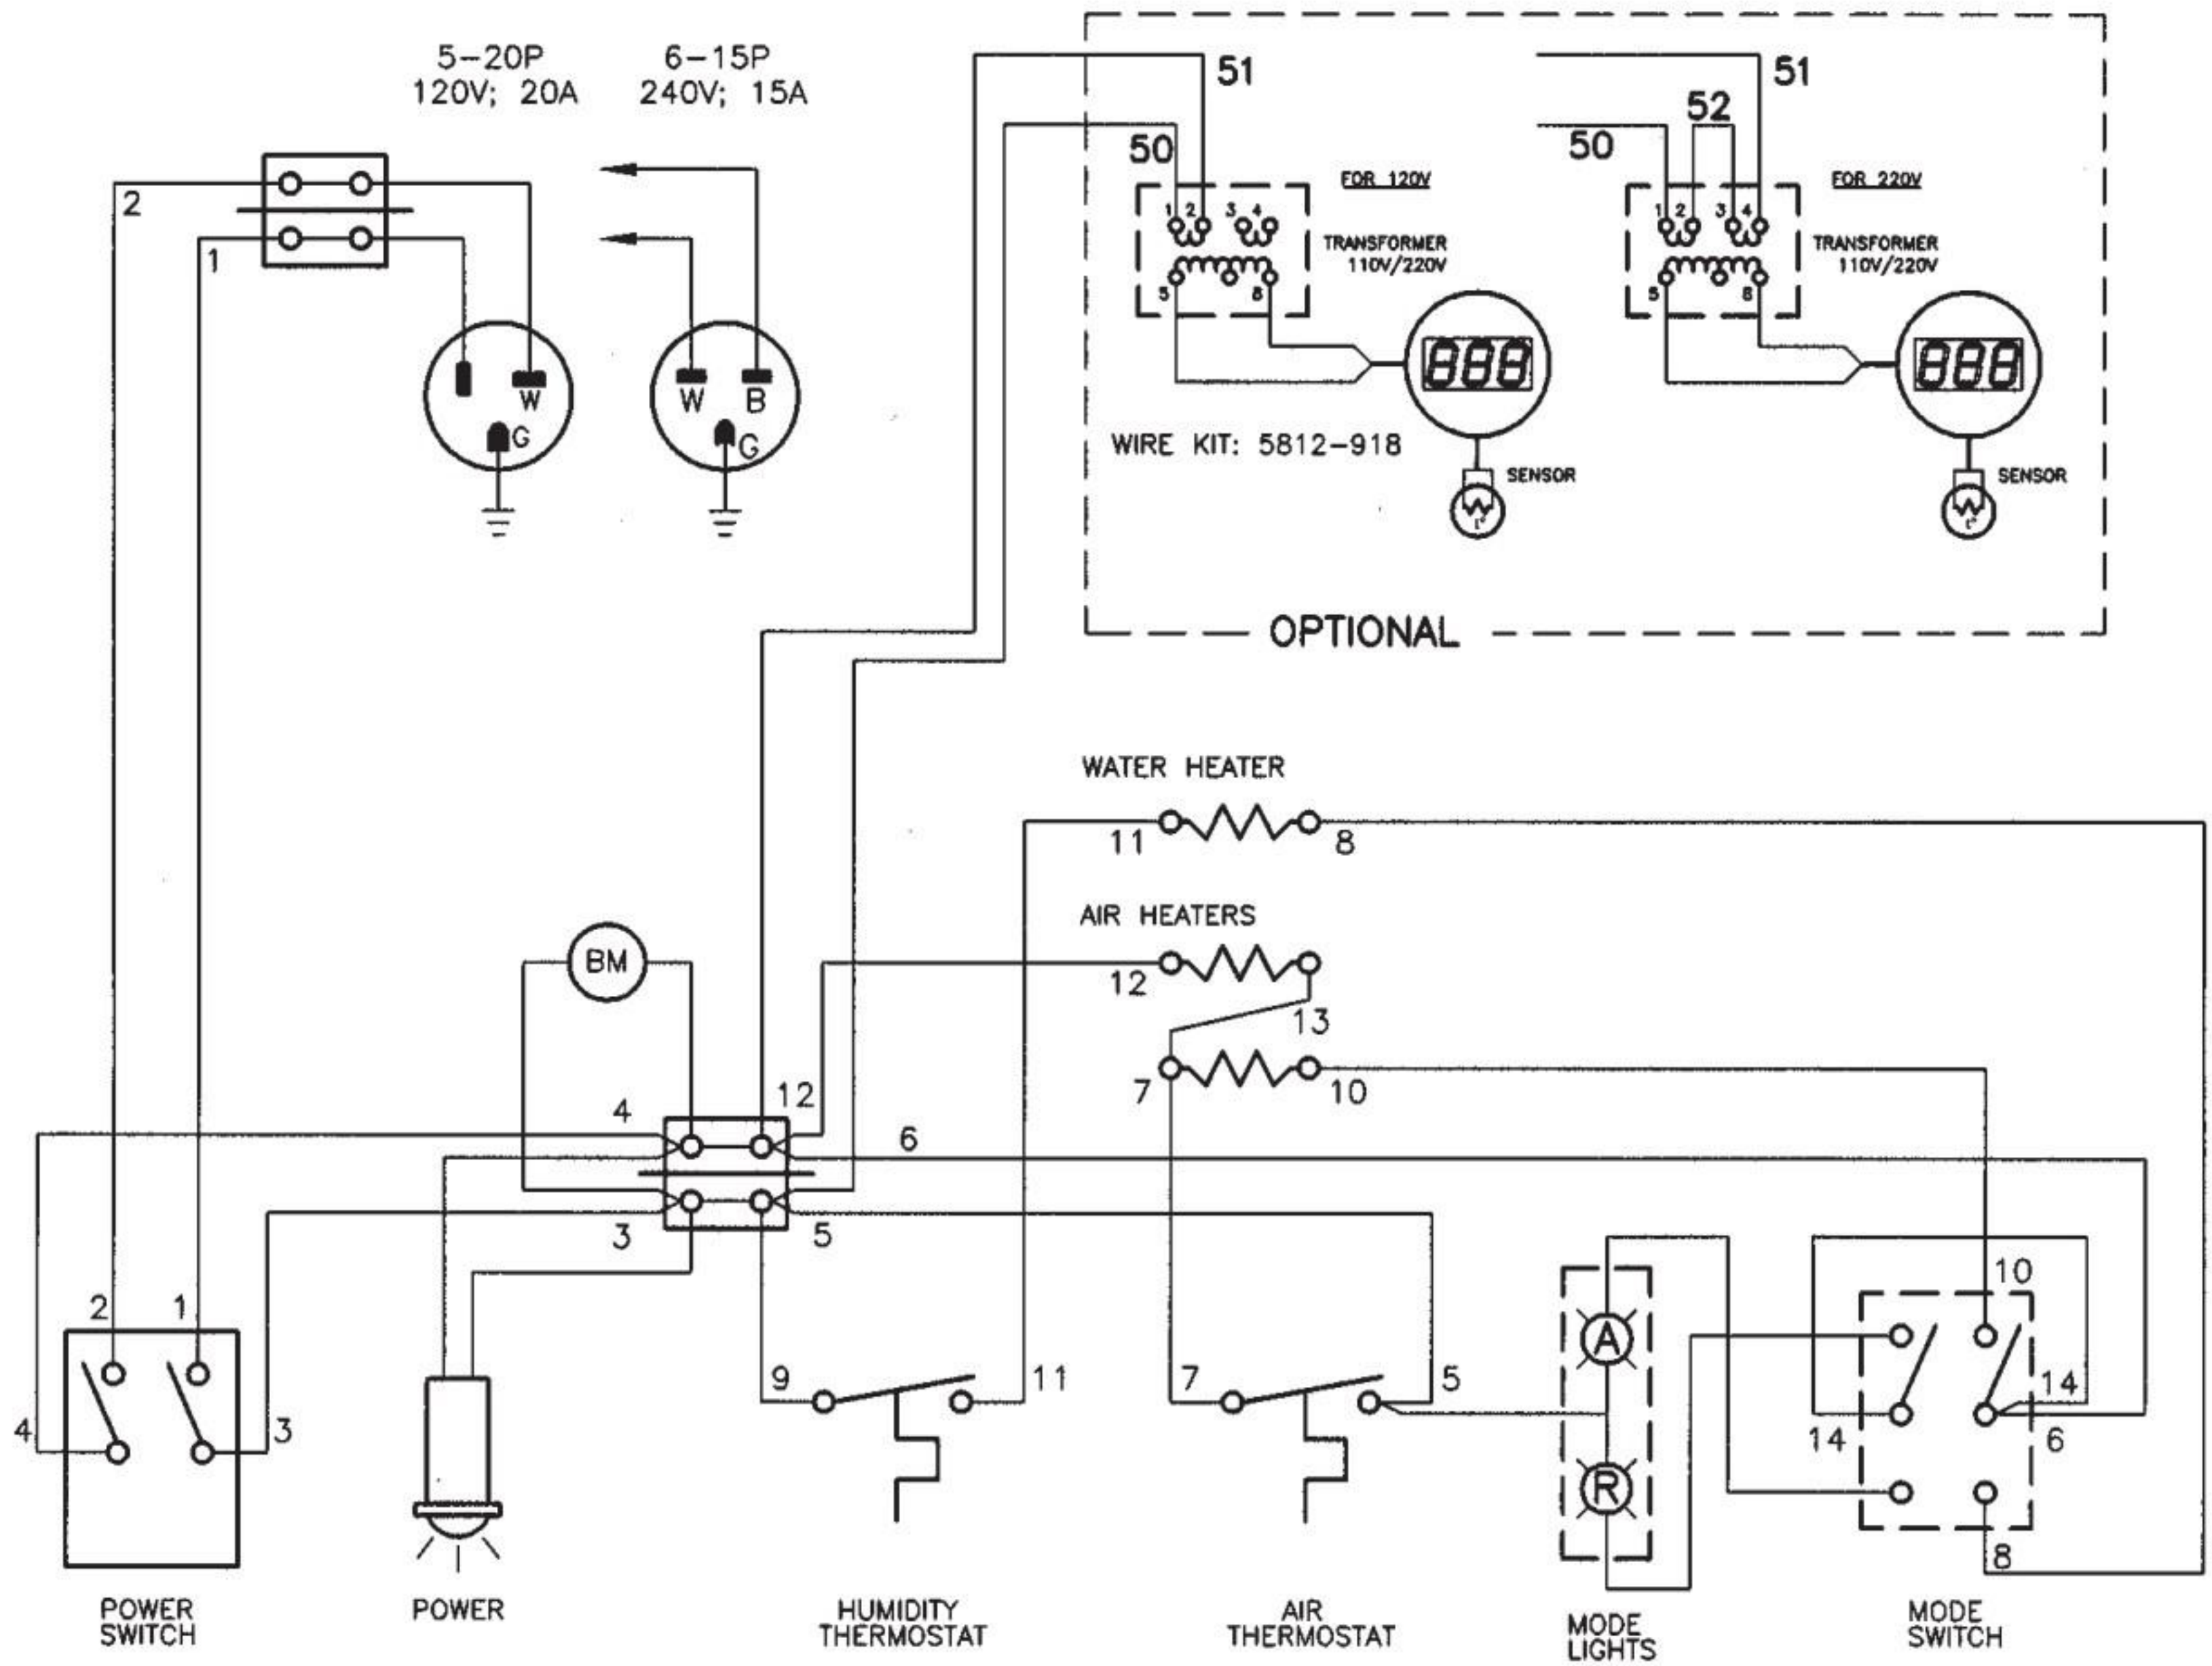 5-20P
120V; 20A
6-15P
240V; 15A
2
1
W
G
W B
G
51
50
FOR 120V
1 2 3 4
TRANSFORMER
110V/220V
5 8
888
SENSOR
t°
WIRE KIT: 5812-918
51
52
50
FOR 220V
1 2 3 4
TRANSFORMER
110V/220V
5 8
888
SENSOR
t°
OPTIONAL
WATER HEATER
11 8
AIR HEATERS
12
13
7 10
BM
4 12
6
3 5
2 1
4 3
9 11
7 5
A
R
10
14
14 6
8
POWER
SWITCH
POWER
HUMIDITY
THERMOSTAT
AIR
THERMOSTAT
MODE
LIGHTS
MODE
SWITCH